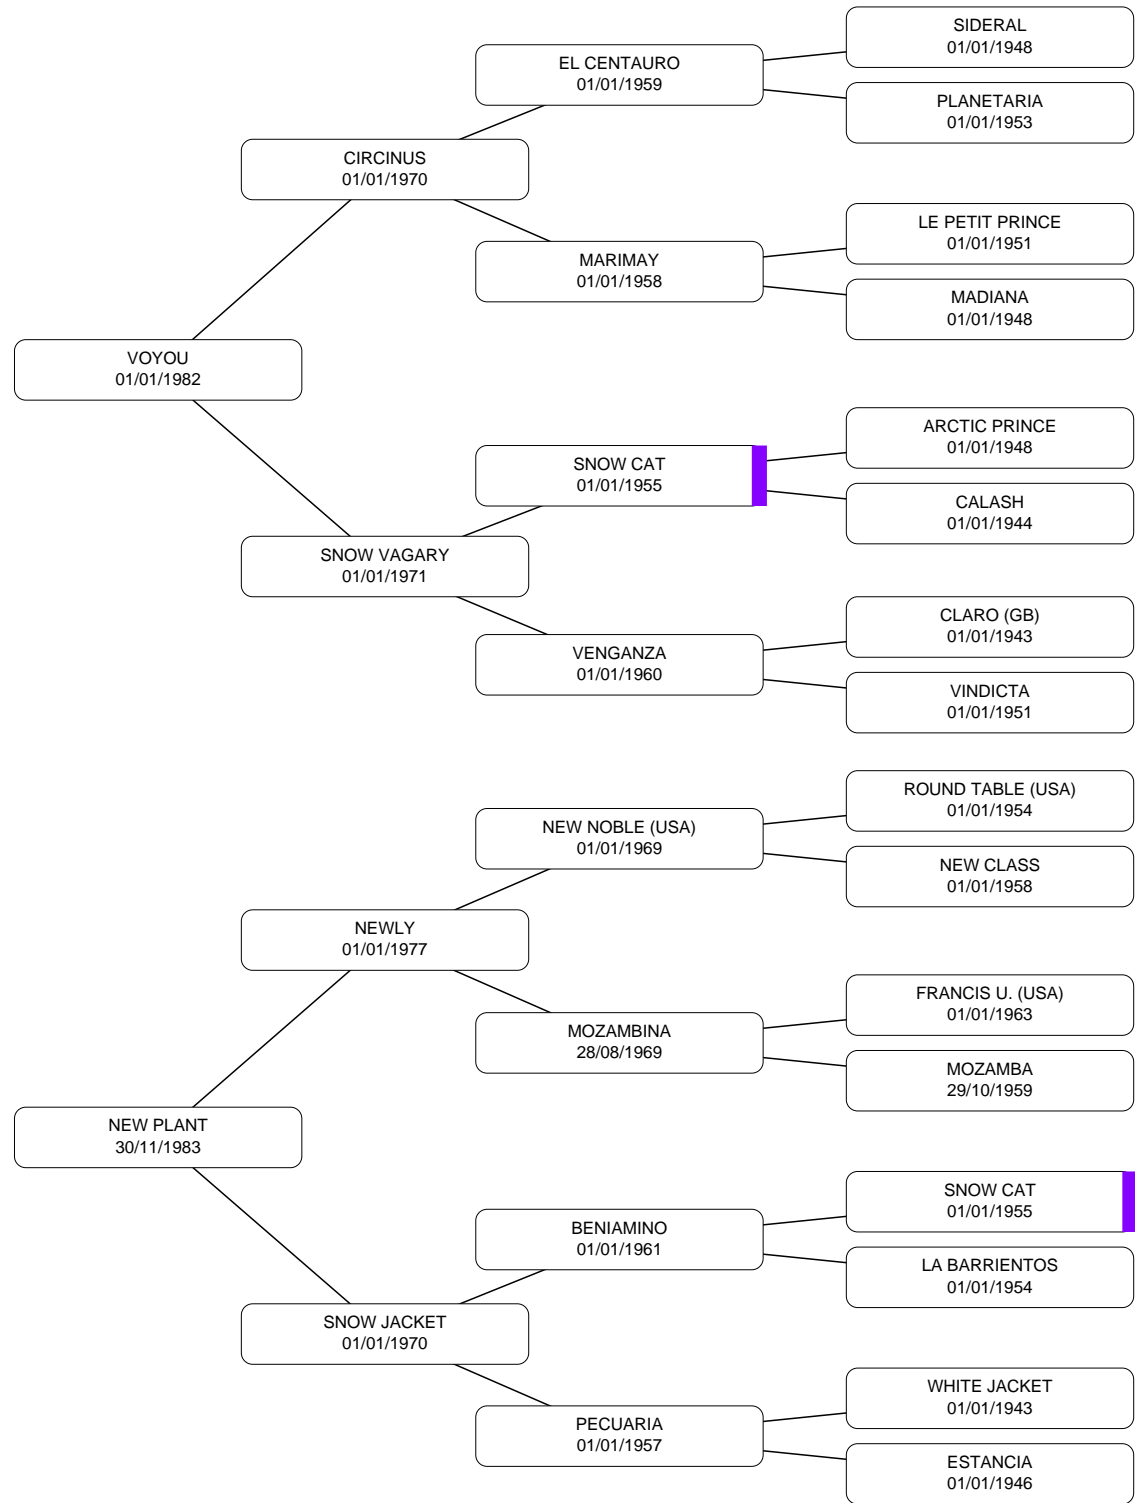 SIDERAL
01/01/1948
EL CENTAURO
01/01/1959
PLANETARIA
01/01/1953
CIRCINUS
01/01/1970
LE PETIT PRINCE
01/01/1951
MARIMAY
01/01/1958
MADIANA
01/01/1948
VOYOU
01/01/1982
ARCTIC PRINCE
01/01/1948
SNOW CAT
01/01/1955
CALASH
01/01/1944
SNOW VAGARY
01/01/1971
CLARO (GB)
01/01/1943
VENGANZA
01/01/1960
VINDICTA
01/01/1951
ROUND TABLE (USA)
01/01/1954
NEW NOBLE (USA)
01/01/1969
NEW CLASS
01/01/1958
NEWLY
01/01/1977
FRANCIS U. (USA)
01/01/1963
MOZAMBINA
28/08/1969
MOZAMBA
29/10/1959
NEW PLANT
30/11/1983
SNOW CAT
01/01/1955
BENIAMINO
01/01/1961
LA BARRIENTOS
01/01/1954
SNOW JACKET
01/01/1970
WHITE JACKET
01/01/1943
PECUARIA
01/01/1957
ESTANCIA
01/01/1946